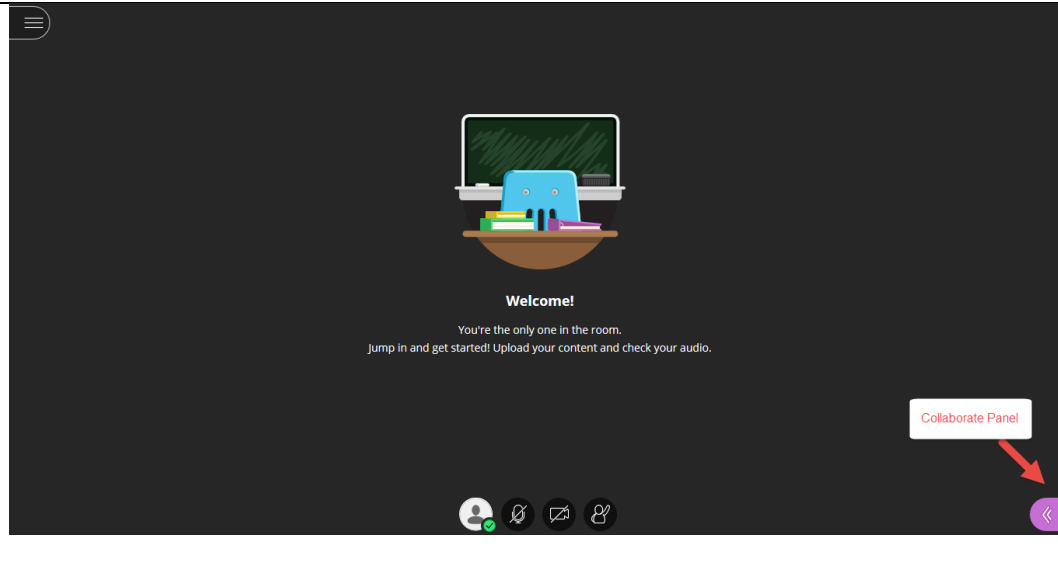 Welcome!
You're the only one in the room.
Jump in and get started! Upload your content and check your audio.
Collaborate Panel